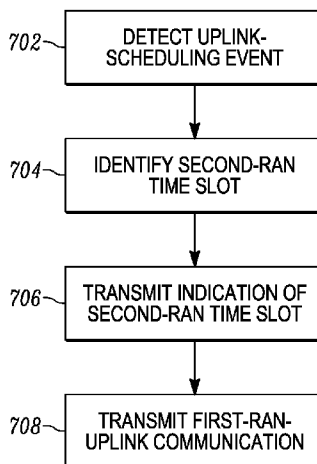 702
DETECT UPLINK-
SCHEDULING EVENT
704
IDENTIFY SECOND-RAN
TIME SLOT
706
TRANSMIT INDICATION OF
SECOND-RAN TIME SLOT
708
TRANSMIT FIRST-RAN-
UPLINK COMMUNICATION